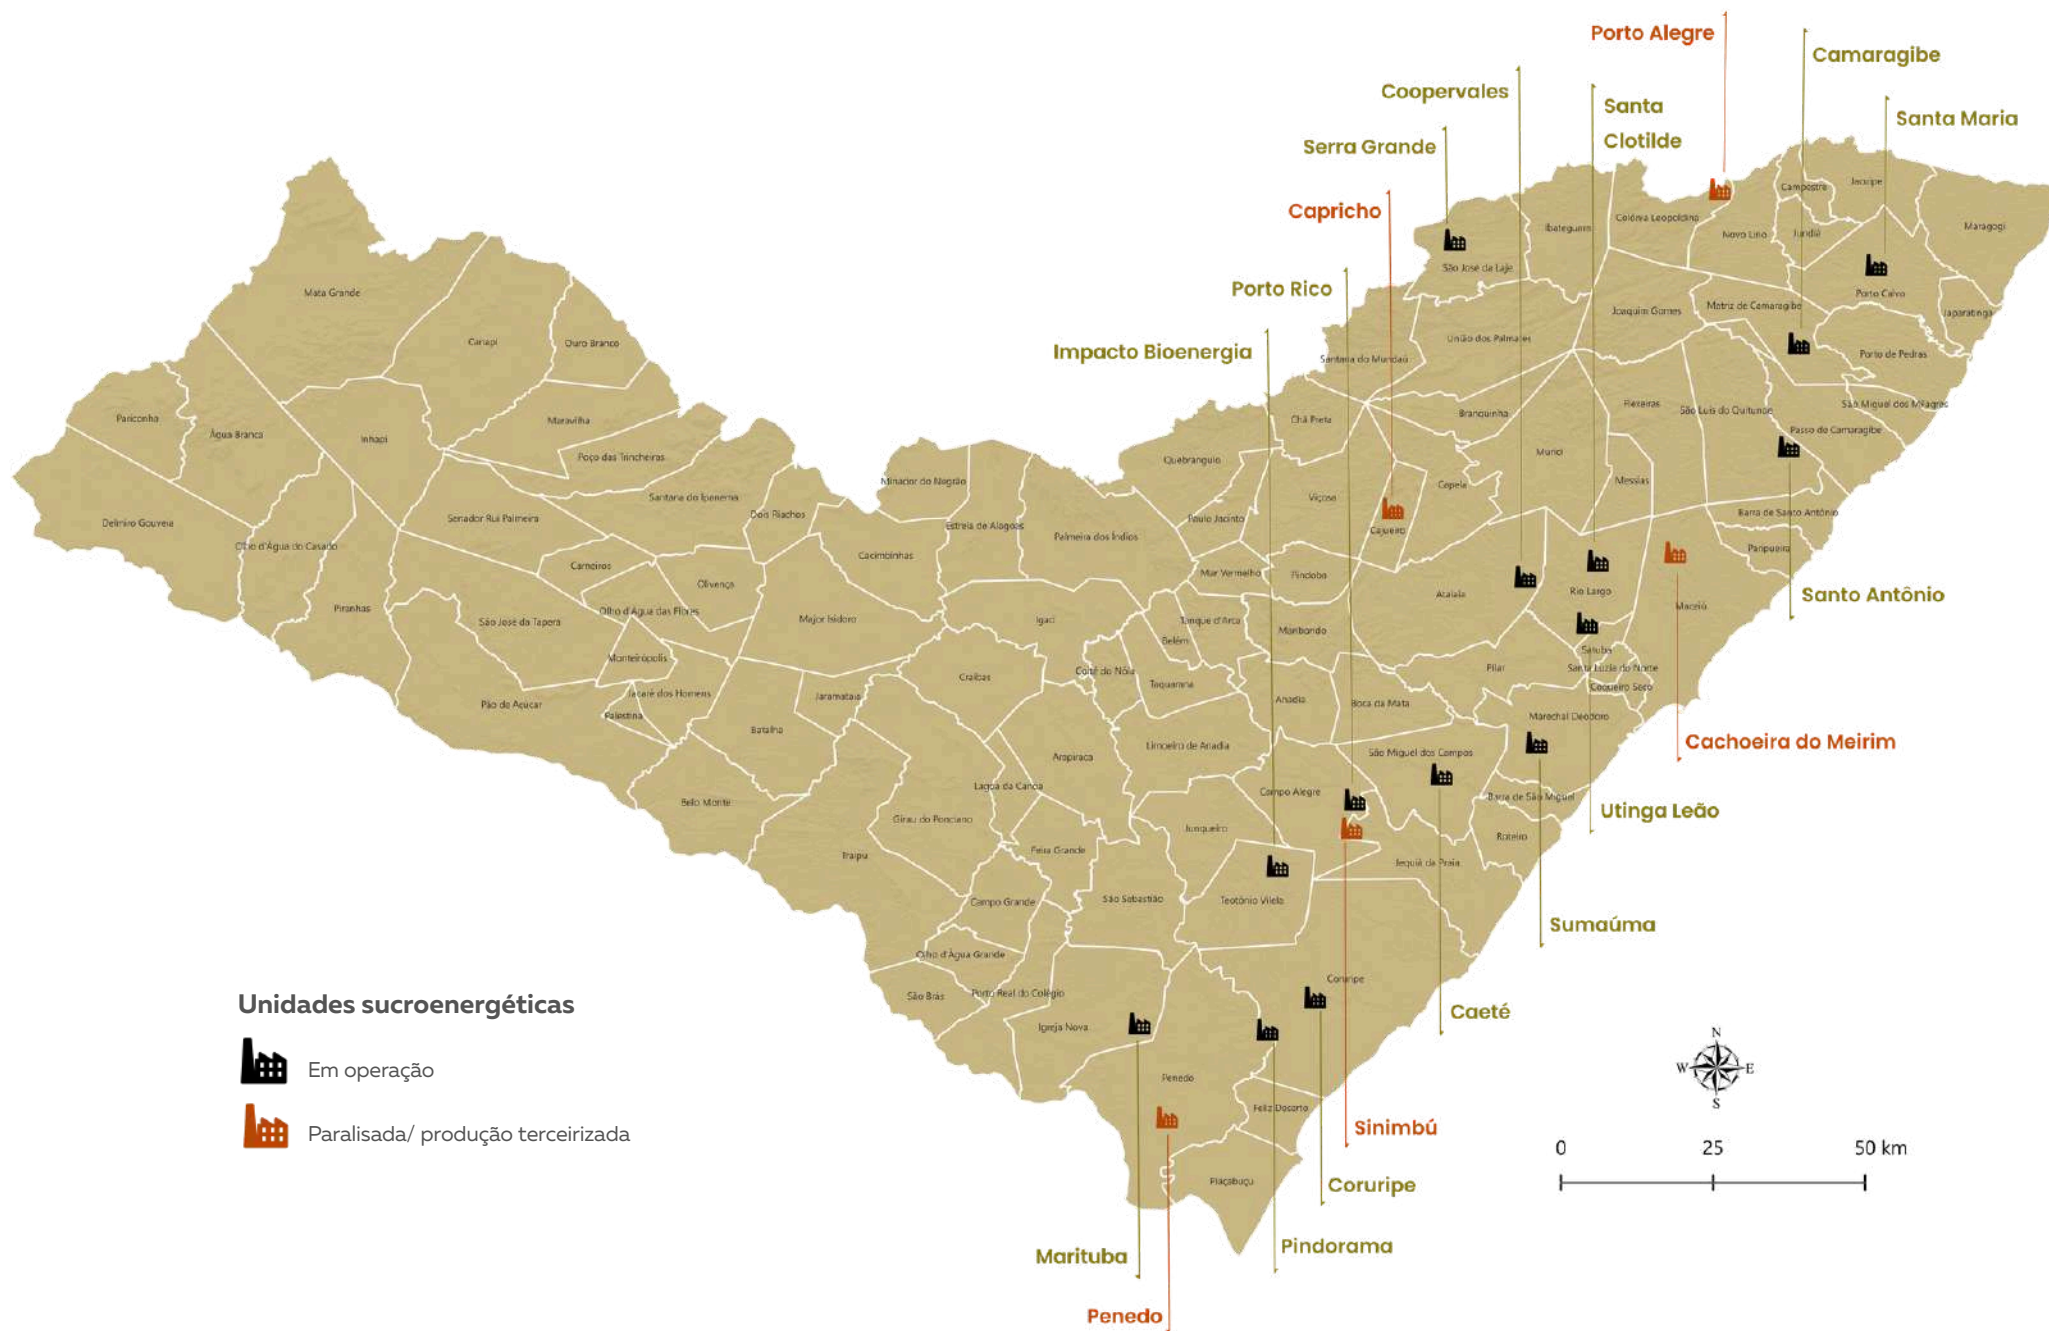 Porto Alegre
Camaragibe
Coopervales
Santa
Clotilde
Santa Maria
Serra Grande
Capricho
Porto Rico
Impacto Bioenergia
Campestre
Jacuípe
Colônia Leopoldina
Ibateguara
Novo Lino
Jundiá
Maragogi
São José da Laje
Mata Grande
Porto Calvo
Matriz de Camaragibe
Joaquim Gomes
Japaratinga
Canapi
Ouro Branco
União dos Palmares
Santana do Mundaú
Porto de Pedras
Flexeiras
São Luís do Quitunde
São Miguel dos Milagres
Pariconha
Água Branca
Inhapi
Maravilha
Chã Preta
Branquinha
Passo de Camaragibe
Poço das Trincheiras
Quebrangulo
Murici
Messias
Capela
Viçosa
Minador do Negrão
Santana do Ipanema
Dois Riachos
Delmiro Gouveia
Senador Rui Palmeira
Estrela de Alagoas
Paulo Jacinto
Barra de Santo Antônio
Cajueiro
Palmeira dos Índios
Olho d'Água do Casado
Cacimbinhas
Paripueira
Carneiros
Olivença
Mar Vermelho
Pindoba
Atalaia
Rio Largo
Santo Antônio
Maceió
Piranhas
Olho d'Água das Flores
São José da Tapera
Major Isidoro
Igaci
Tanque d'Arca
Maribondo
Belém
Satuba
Monteirópolis
Pilar
Santa Luzia do Norte
Coité do Nóia
Craíbas
Taquarana
Coqueiro Seco
Jacaré dos Homens
Jaramataia
Pão de Açúcar
Palestina
Anadia
Boca da Mata
Marechal Deodoro
Batalha
Limoeiro de Anadia
Cachoeira do Meirim
São Miguel dos Campos
Arapiraca
Lagoa da Canoa
Campo Alegre
Barra de São Miguel
Belo Monte
Utinga Leão
Girau do Ponciano
Junqueiro
Roteiro
Traipu
Feira Grande
Jequiá da Praia
Campo Grande
São Sebastião
Teotônio Vilela
Sumaúma
Olho d'Água Grande
Coruripe
São Brás
Porto Real do Colégio
Unidades sucroenergéticas
Igreja Nova
Caeté
Em operação
Penedo
Feliz Deserto
Sinimbú
Paralisada/ produção terceirizada
N
W
E
S
0
25
50 km
Piaçabuçu
Coruripe
Marituba
Pindorama
Penedo